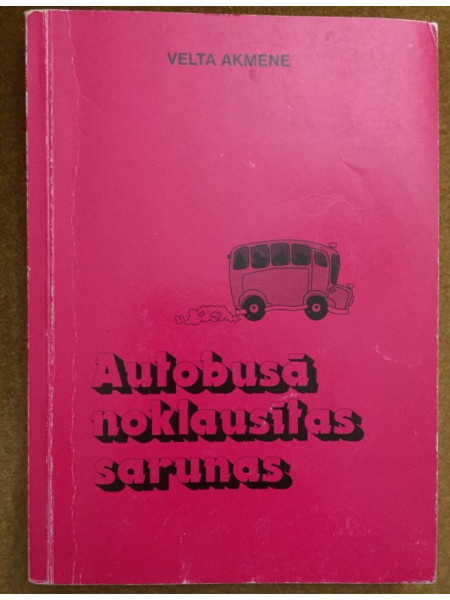 VELTA AKMENE
Autobusā
noklausītas
sarunas